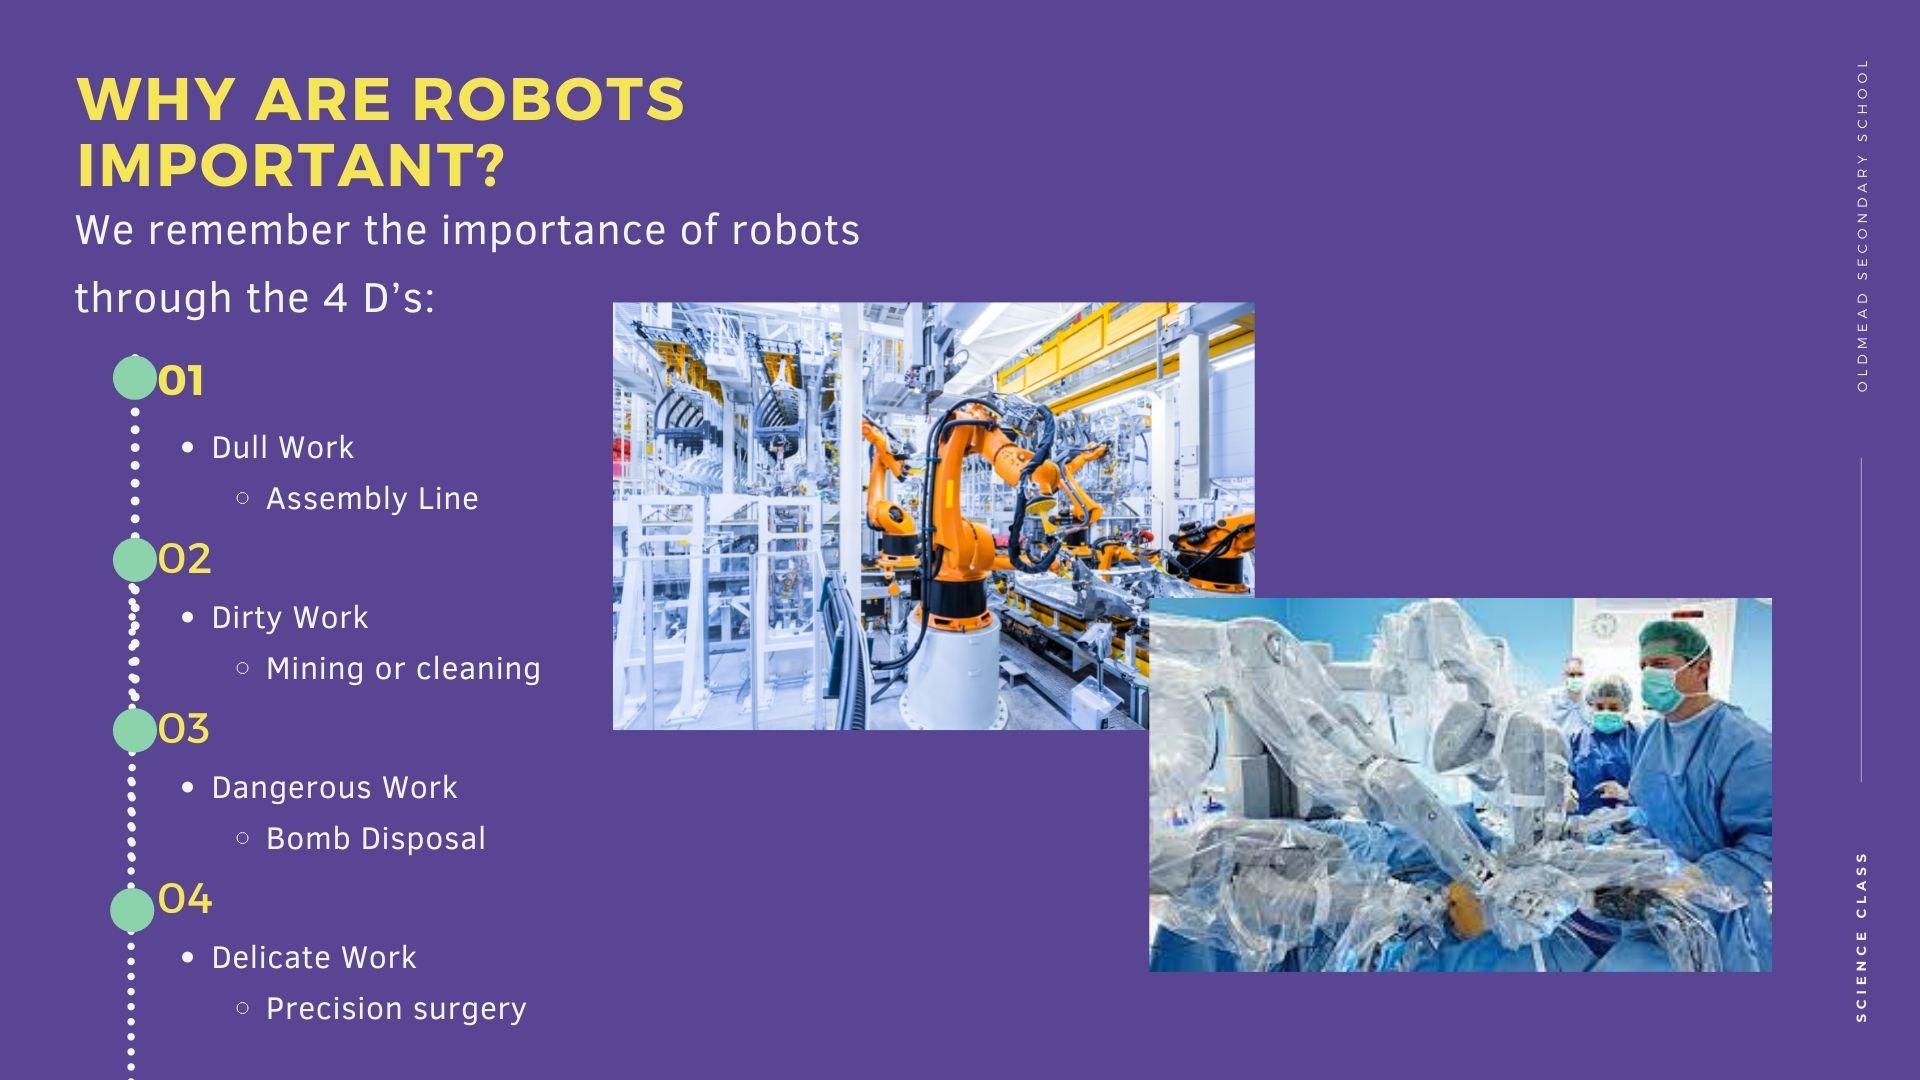 WHY ARE ROBOTS
IMPORTANT?
We remember the importance of robots
through the 4 D’s:
01
• Dull Work
○ Assembly Line
02
• Dirty Work
○ Mining or cleaning
03
• Dangerous Work
○ Bomb Disposal
04
• Delicate Work
○ Precision surgery
OLDMEAD SECONDARY SCHOOL
SCIENCE CLASS